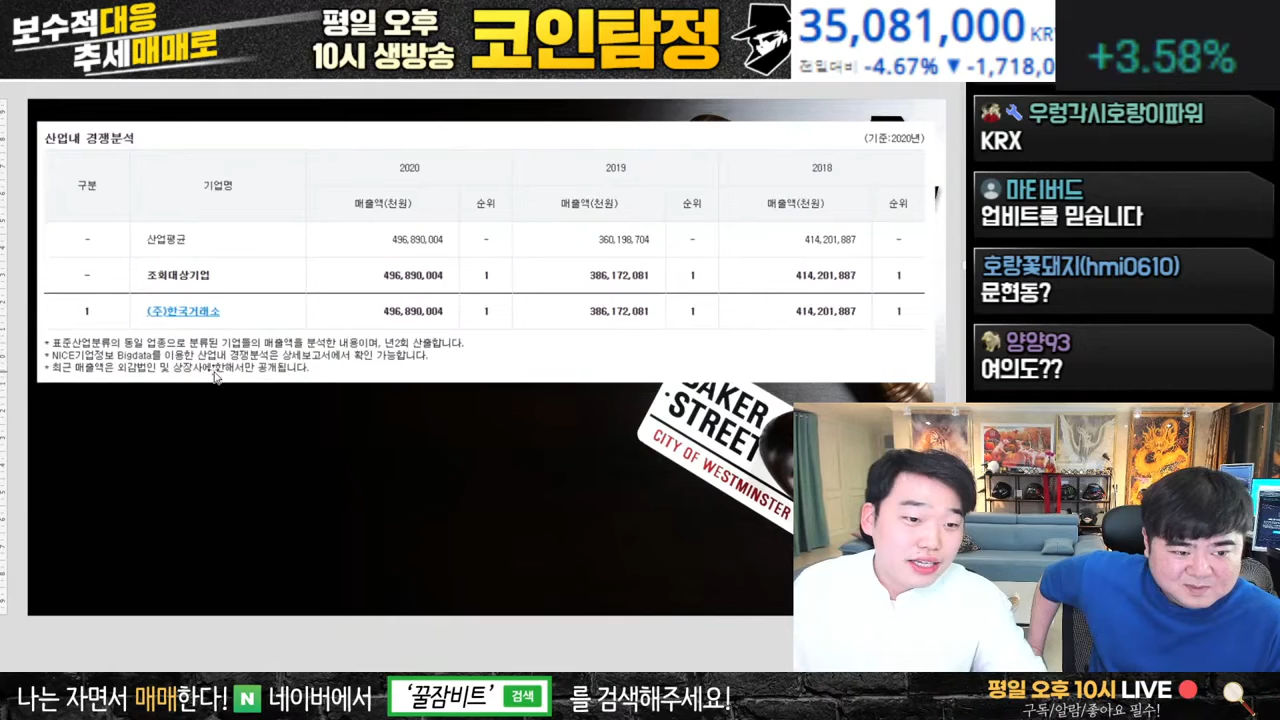 보수적대응
추세매매로
평일 오후
10시 생방송
코인탐정
35,081,000 KR
전일대비 -4.67% ▼ -1,718,0
+3.58%
산업내 경쟁분석
(기준:2020년)
구분 기업명 2020 2019 2018
매출액(천원) 순위 매출액(천원) 순위 매출액(천원) 순위
- 산업평균 496,890,004 - 360,198,704 - 414,201,887 -
- 조회대상기업 496,890,004 1 386,172,081 1 414,201,887 1
1 (주)한국거래소 496,890,004 1 386,172,081 1 414,201,887 1
* 표준산업분류의 동일 업종으로 분류된 기업들의 매출액을 분석한 내용이며, 년2회 산출합니다.
* NICE기업정보 Bigdata를 이용한 산업내 경쟁분석은 상세보고서에서 확인 가능합니다.
* 최근 매출액은 외감법인 및 상장사에 한해서만 공개됩니다.
BAKER
STREET
CITY OF WESTMINSTER
우렁각시호랑이파워
KRX
마티버드
업비트를 믿습니다
호랑꽃돼지(hmi0610)
문현동?
양양93
여의도??
나는 자면서 매매한다! N 네이버에서 '꿀잠비트' 검색 를 검색해주세요!
평일 오후 10시 LIVE
구독/알람/좋아요 필수!